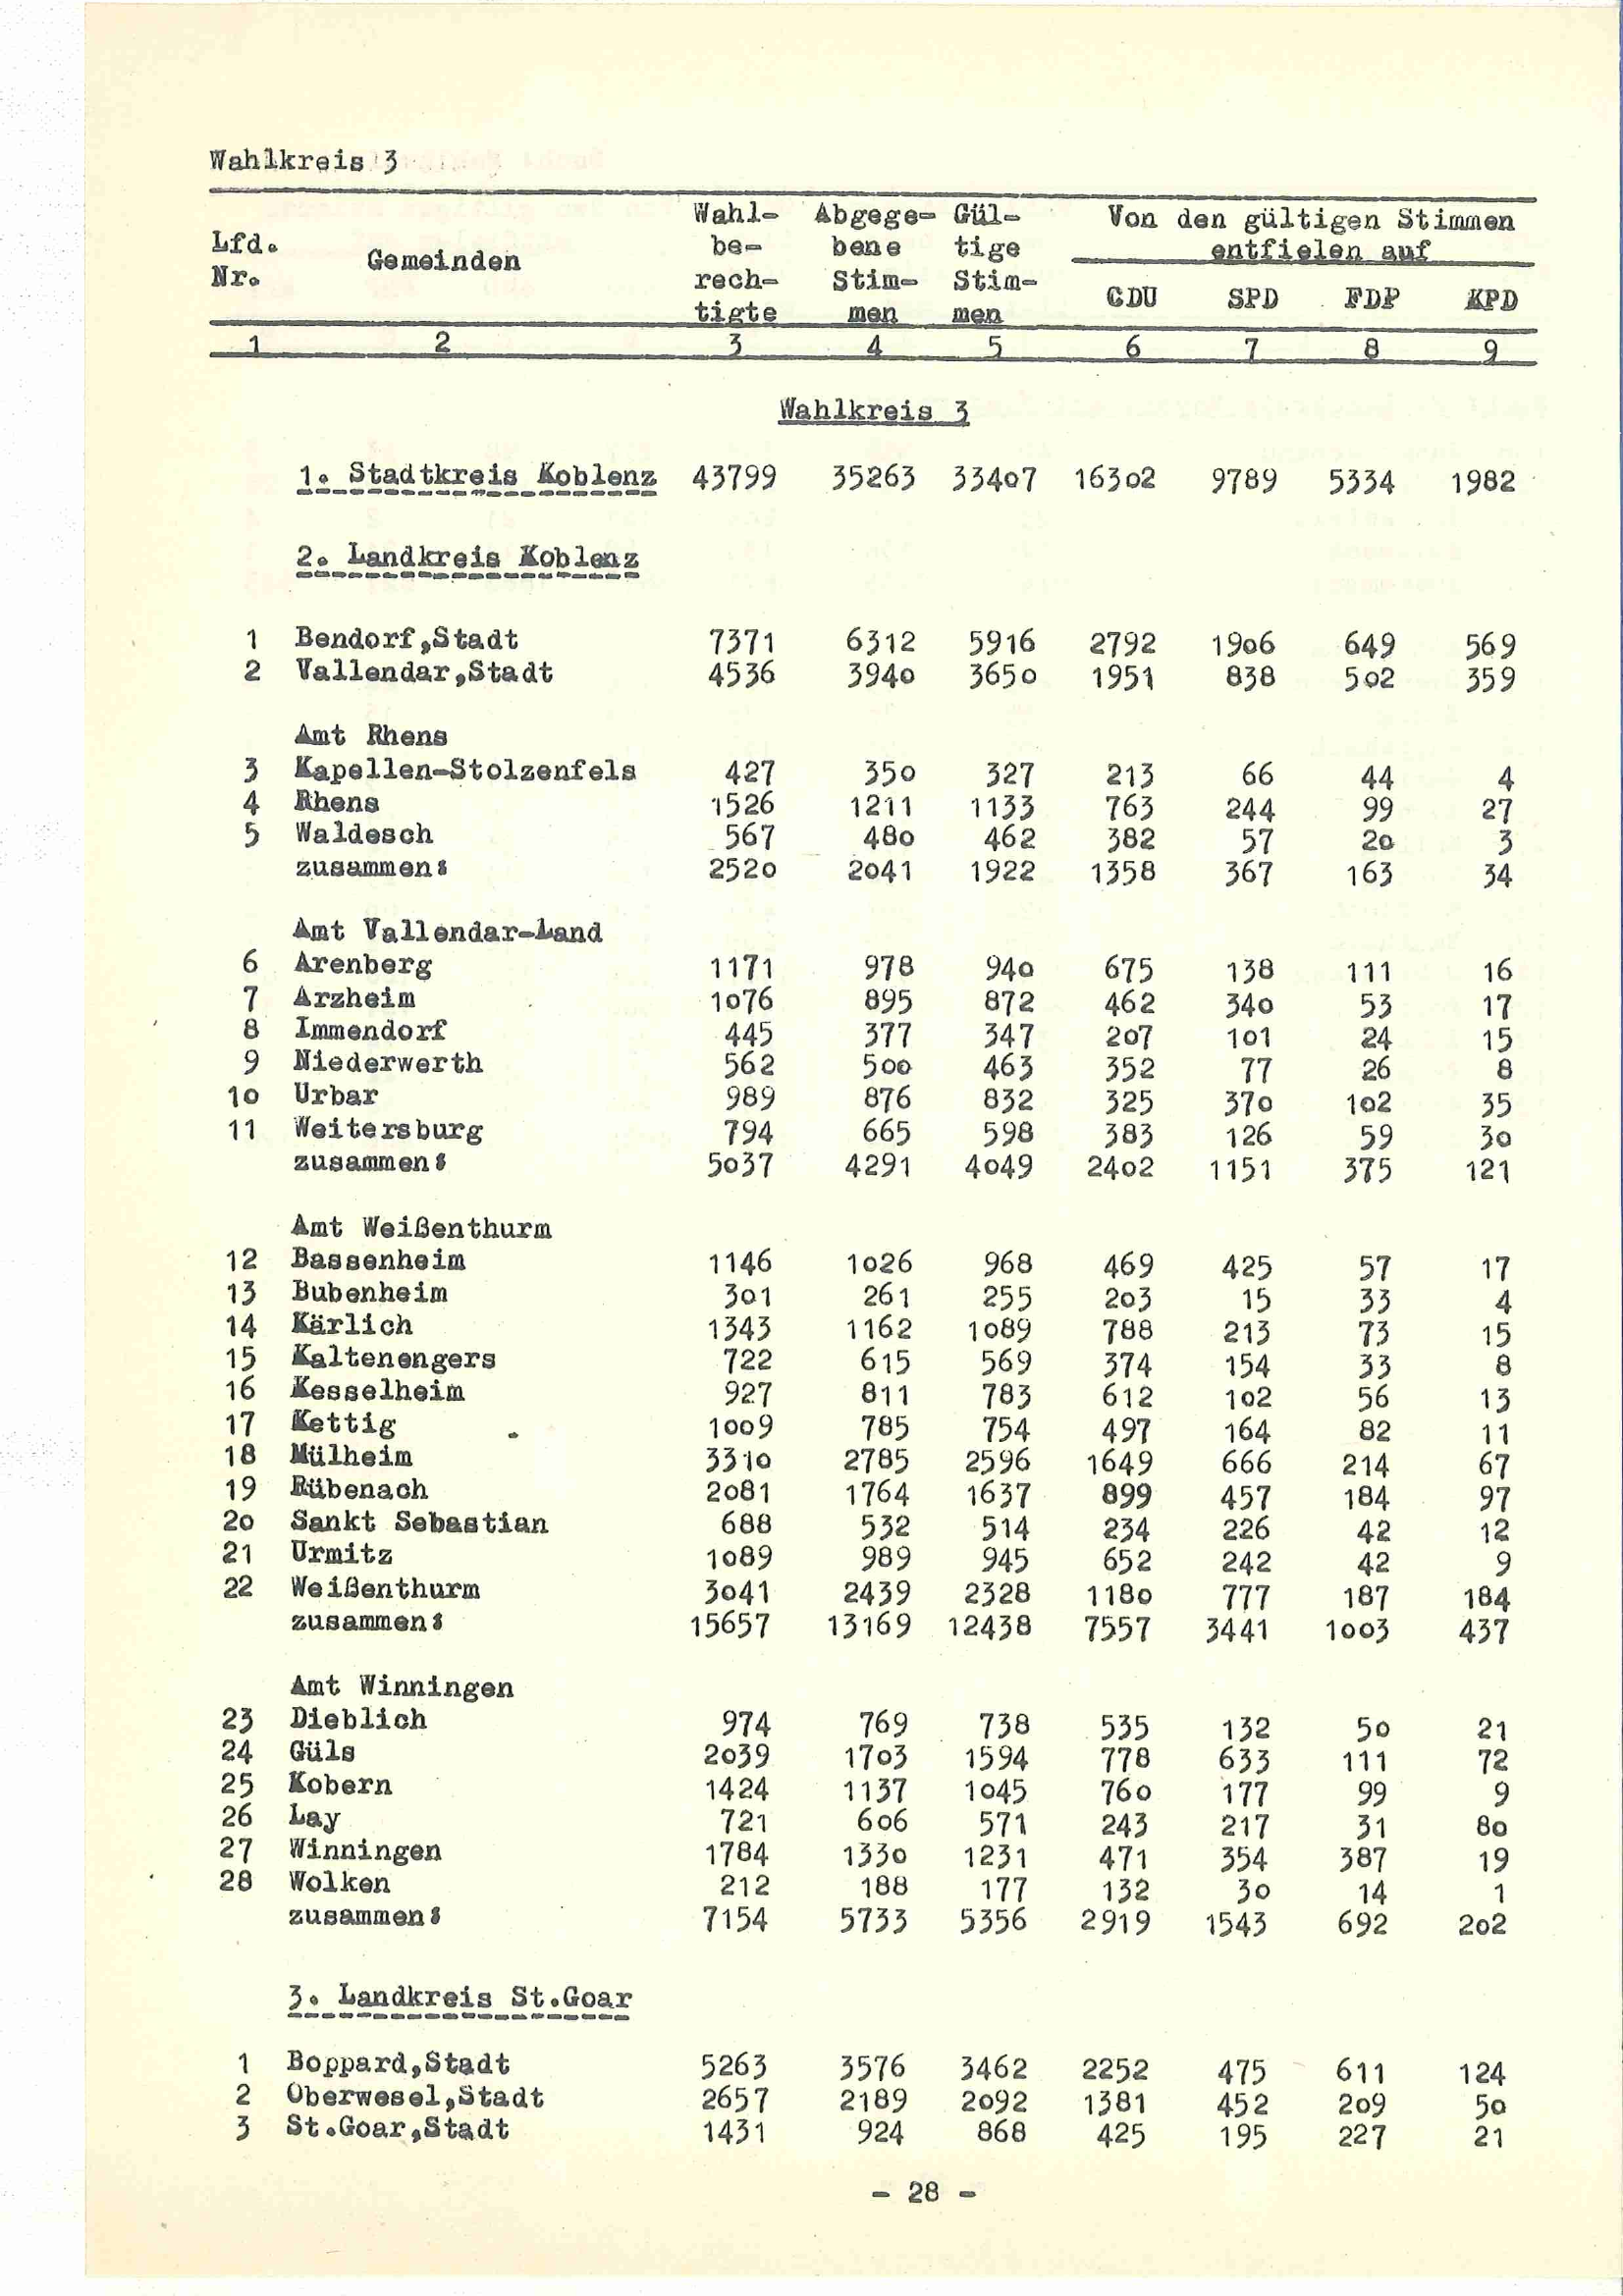 Wahlkreis 3
Lfd. Nr. Gemeinden Wahl-be-rech-tigte Abgege-bene Stim-men Gül-tige Stim-men Von den gültigen Stimmen entfielen auf
CDU SPD FDP KPD
1 2 3 4 5 6 7 8 9
Wahlkreis 3
1. Stadtkreis Koblenz 43799 35263 33407 16302 9789 5334 1982
2. Landkreis Koblenz
1 Bendorf,Stadt 7371 6312 5916 2792 1906 649 569
2 Vallendar,Stadt 4536 3940 3650 1951 838 502 359
Amt Rhens
3 Kapellen-Stolzenfels 427 350 327 213 66 44 4
4 Rhens 1526 1211 1133 763 244 99 27
5 Waldesch 567 480 462 382 57 20 3
zusammen: 2520 2041 1922 1358 367 163 34
Amt Vallendar-Land
6 Arenberg 1171 978 940 675 138 111 16
7 Arzheim 1076 895 872 462 340 53 17
8 Immendorf 445 377 347 207 101 24 15
9 Niederwerth 562 500 463 352 77 26 8
10 Urbar 989 876 832 325 370 102 35
11 Weitersburg 794 665 598 383 126 59 30
zusammen: 5037 4291 4049 2402 1151 375 121
Amt Weißenthurm
12 Bassenheim 1146 1026 968 469 425 57 17
13 Bubenheim 301 261 255 203 15 33 4
14 Kärlich 1343 1162 1089 788 213 73 15
15 Kaltenengers 722 615 569 374 154 33 8
16 Kesselheim 927 811 783 612 102 56 13
17 Kettig 1009 785 754 497 164 82 11
18 Mülheim 3310 2785 2596 1649 666 214 67
19 Rübenach 2081 1764 1637 899 457 184 97
20 Sankt Sebastian 688 532 514 234 226 42 12
21 Urmitz 1089 989 945 652 242 42 9
22 Weißenthurm 3041 2439 2328 1180 777 187 184
zusammen: 15657 13169 12438 7557 3441 1003 437
Amt Winningen
23 Dieblich 974 769 738 535 132 50 21
24 Güls 2039 1703 1594 778 633 111 72
25 Kobern 1424 1137 1045 760 177 99 9
26 Lay 721 606 571 243 217 31 80
27 Winningen 1784 1330 1231 471 354 387 19
28 Wolken 212 188 177 132 30 14 1
zusammen: 7154 5733 5356 2919 1543 692 202
3. Landkreis St.Goar
1 Boppard,Stadt 5263 3576 3462 2252 475 611 124
2 Oberwesel,Stadt 2657 2189 2092 1381 452 209 50
3 St.Goar,Stadt 1431 924 868 425 195 227 21
- 28 -